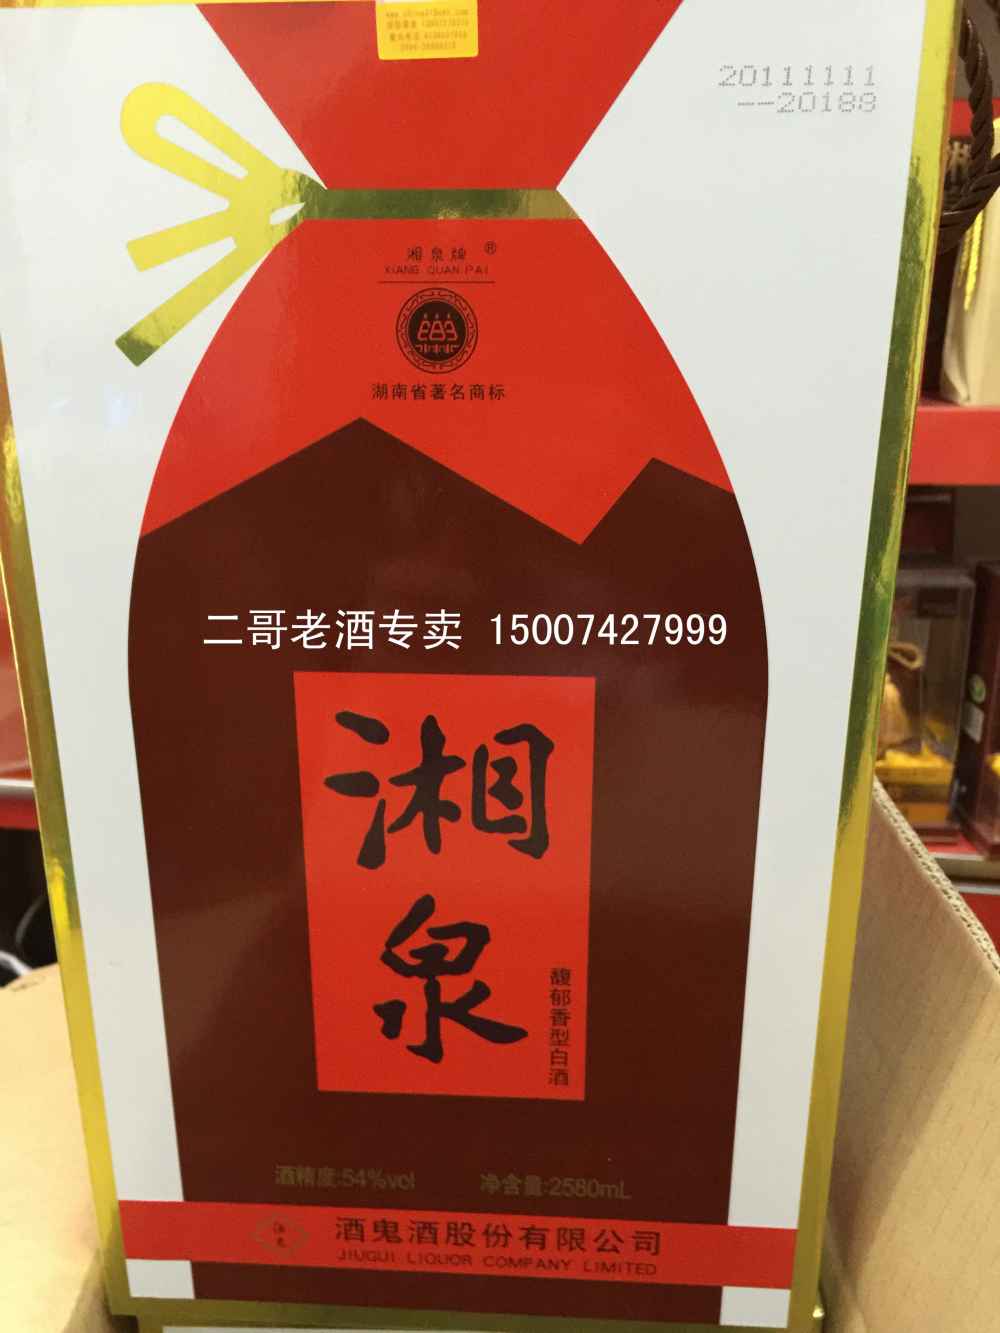 20111111
--20188
湘泉牌®
XIANG QUAN PAI
湖南省著名商标
二哥老酒专卖 15007427999
湘泉
馥郁香型白酒
酒精度:54%vol 净含量:2580mL
酒鬼酒股份有限公司
JIUGUI LIQUOR COMPANY LIMITED